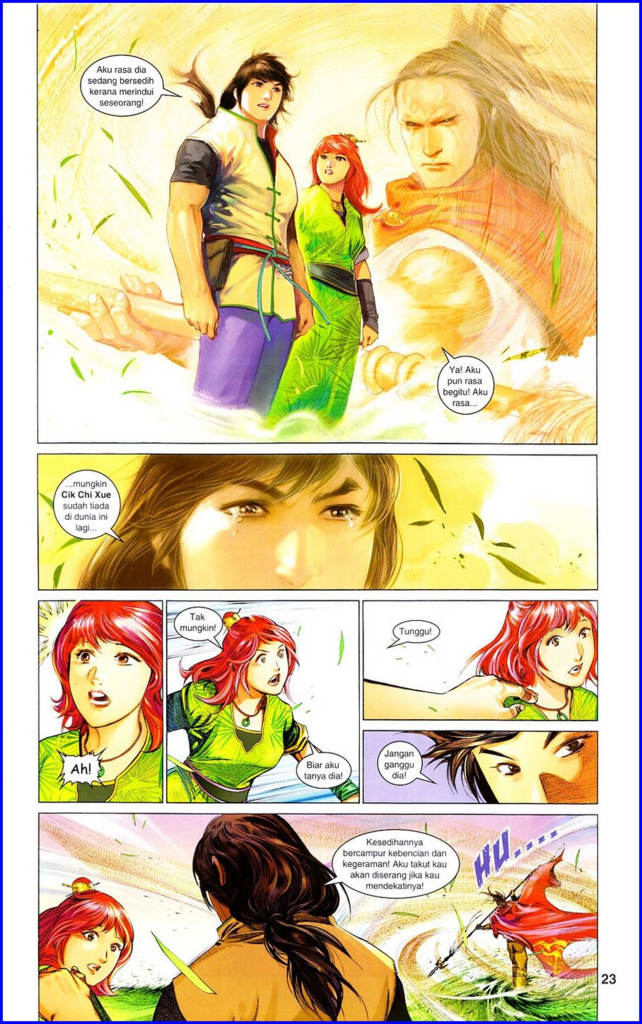 Aku rasa dia
sedang bersedih
kerana merindui
seseorang!
Ya! Aku
pun rasa
begitu! Aku
rasa...
...mungkin
Cik Chi Xue
sudah tiada
di dunia ini
lagi...
Ah!
Tak
mungkin!
Biar aku
tanya dia!
Tunggu!
Jangan
ganggu
dia!
Kesedihannya
bercampur kebencian dan
kegeraman! Aku takut kau
akan diserang jika kau
mendekatinya!
HU....
23